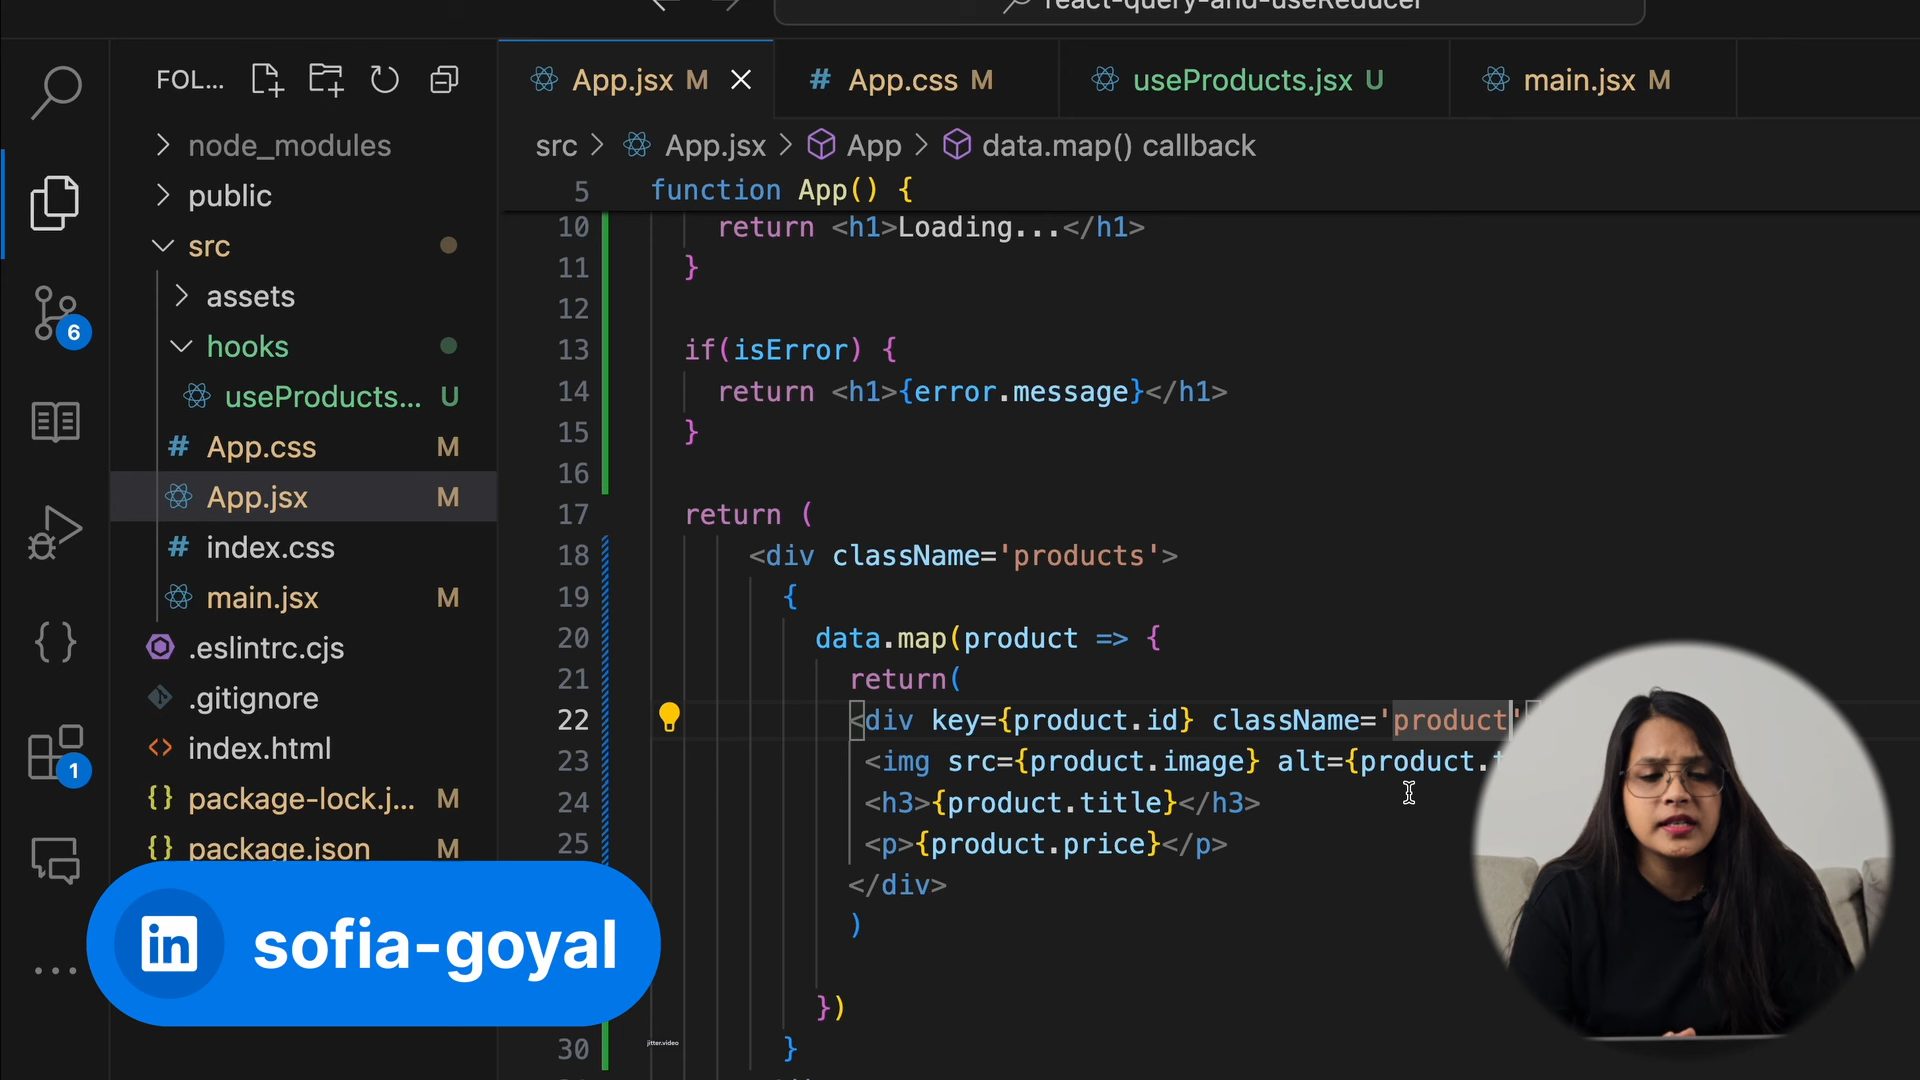 react-query-and-useReducer
FOL...
App.jsx M
App.css M
useProducts.jsx U
main.jsx M
src > App.jsx > App > data.map() callback
node_modules
public
src
assets
hooks
useProducts... U
App.css M
App.jsx M
index.css
main.jsx M
.eslintrc.cjs
.gitignore
index.html
package-lock.j... M
package.json M
6
1
5 function App() {
10 return <h1>Loading...</h1>
11 }
12
13 if(isError) {
14 return <h1>{error.message}</h1>
15 }
16
17 return (
18 <div className='products'>
19 {
20 data.map(product => {
21 return(
22 <div key={product.id} className='product'
23 <img src={product.image} alt={product.
24 <h3>{product.title}</h3>
25 <p>{product.price}</p>
</div>
)
})
30 }
in sofia-goyal
jitter.video